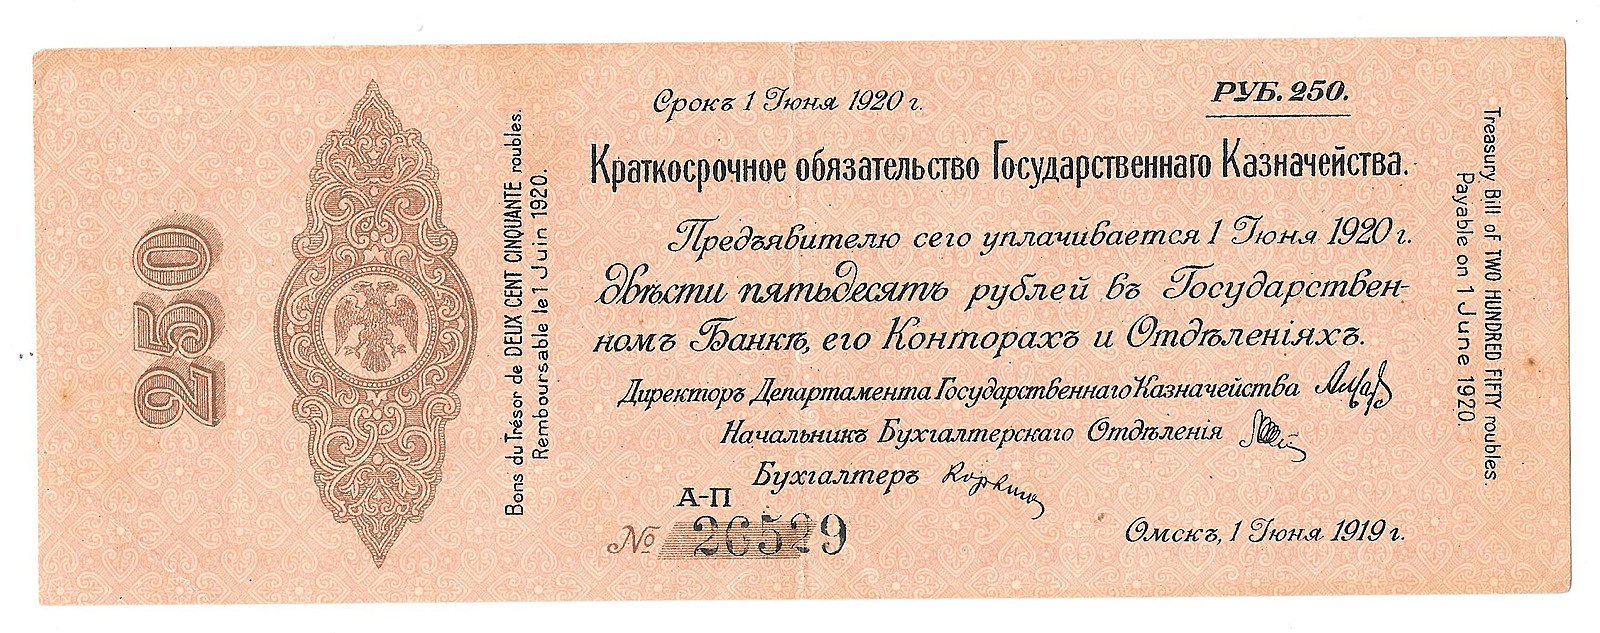 250
Bons du Trésor de DEUX CENT CINQUANTE roubles.
Remboursable le 1 Juin 1920.
Срокъ 1 Іюня 1920 г.
РУБ. 250.
Краткосрочное обязательство Государственнаго Казначейства.
Предъявителю сего уплачивается 1 Іюня 1920 г.
двѣсти пятьдесятъ рублей въ Государствен-
номъ Банкѣ, его Конторахъ и Отдѣленіяхъ.
Директоръ Департамента Государственнаго Казначейства
Начальникъ Бухгалтерскаго Отдѣленія
Бухгалтеръ
А-П
№ 26529
Омскъ, 1 Іюня 1919 г.
Treasury Bill of TWO HUNDRED FIFTY roubles.
Payable on 1 June 1920.